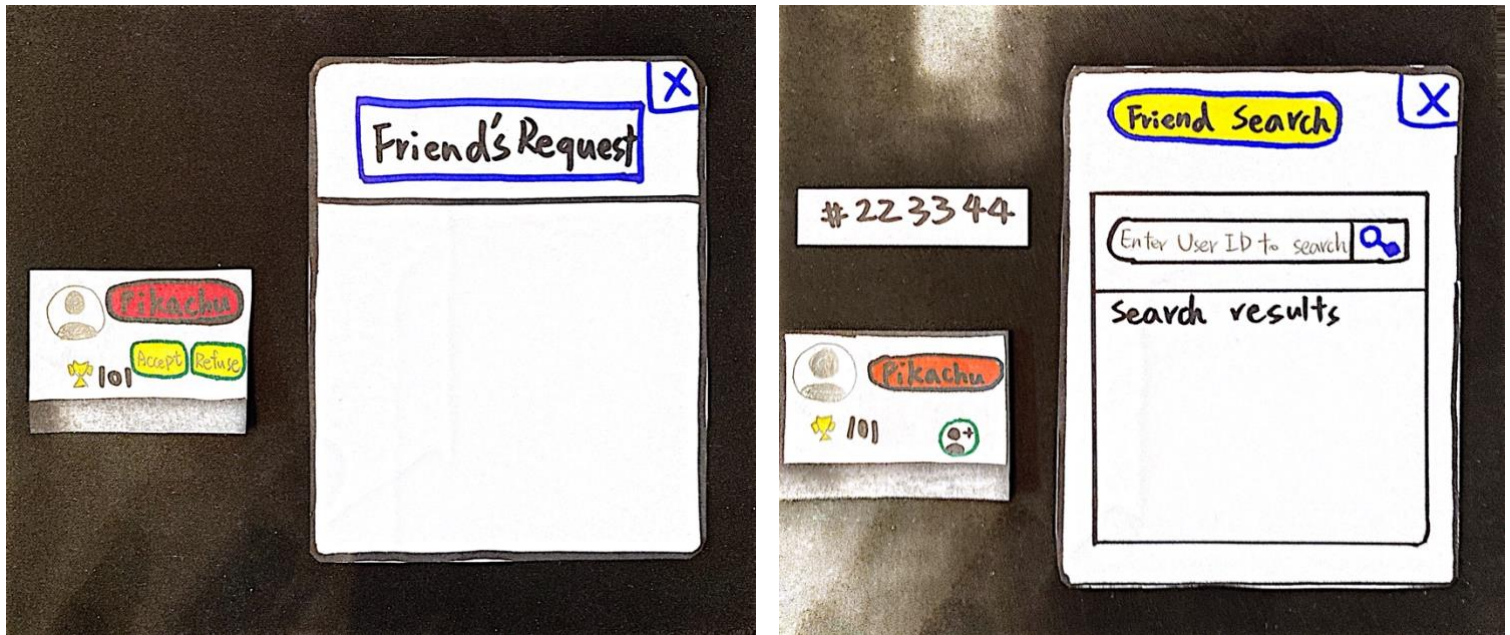 X
Friend's Request
Pikachu
Accept Refuse
101
X
Friend Search
#223344
Enter User ID to search
Search results
Pikachu
101